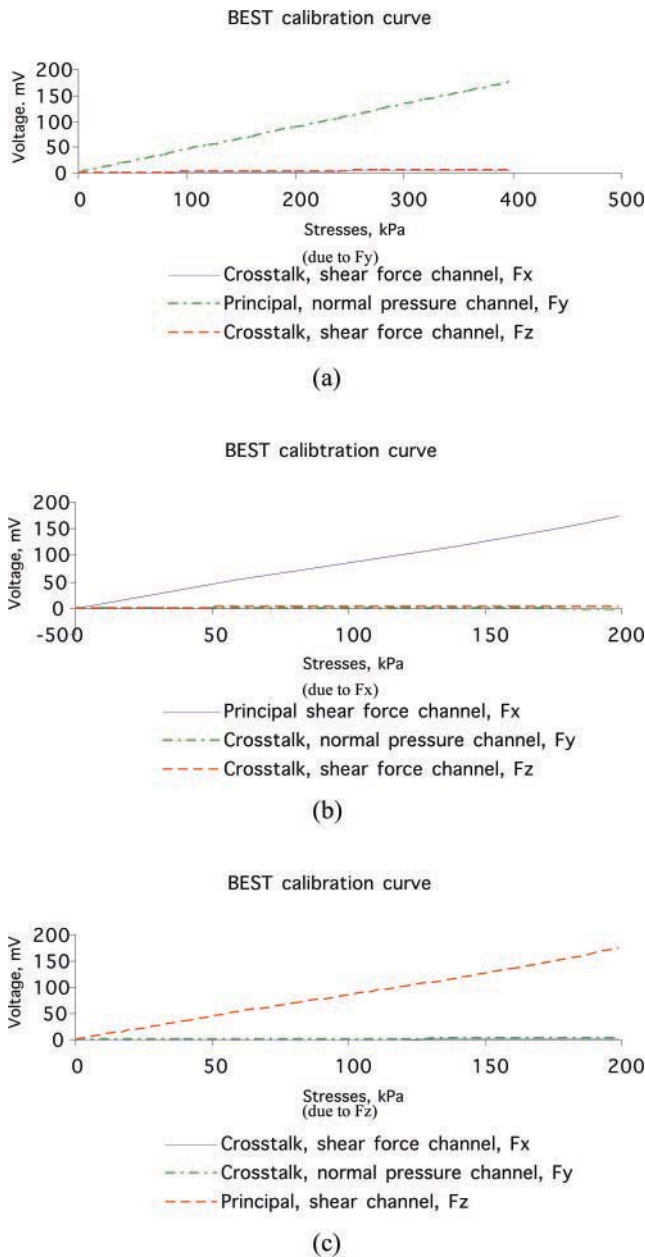 BEST calibration curve
Voltage. mV
200
150
100
50
0
0 100 200 300 400 500
Stresses, kPa
(due to Fy)
Crosstalk, shear force channel, Fx
Principal, normal pressure channel, Fy
Crosstalk, shear force channel, Fz
(a)
BEST calibtration curve
Voltage, mV
200
150
100
50
0
-50
0 50 100 150 200
Stresses, kPa
(due to Fx)
Principal shear force channel, Fx
Crosstalk, normal pressure channel, Fy
Crosstalk, shear force channel, Fz
(b)
BEST calibration curve
Voltage, mV
200
150
100
50
0
0 50 100 150 200
Stresses, kPa
(due to Fz)
Crosstalk, shear force channel, Fx
Crosstalk, normal pressure channel, Fy
Principal, shear channel, Fz
(c)